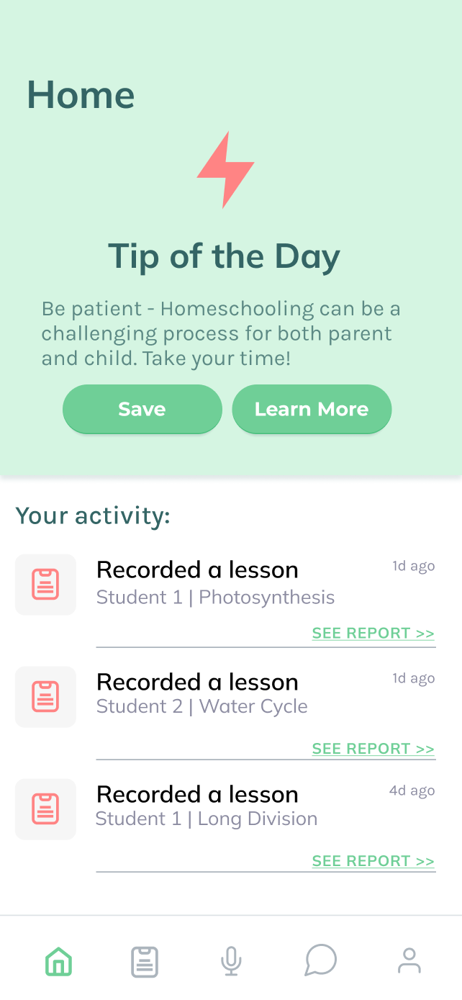 Home
Tip of the Day
Be patient - Homeschooling can be a
challenging process for both parent
and child. Take your time!
Save
Learn More
Your activity:
Recorded a lesson
1d ago
Student 1 | Photosynthesis
SEE REPORT >>
Recorded a lesson
1d ago
Student 2 | Water Cycle
SEE REPORT >>
Recorded a lesson
4d ago
Student 1 | Long Division
SEE REPORT >>